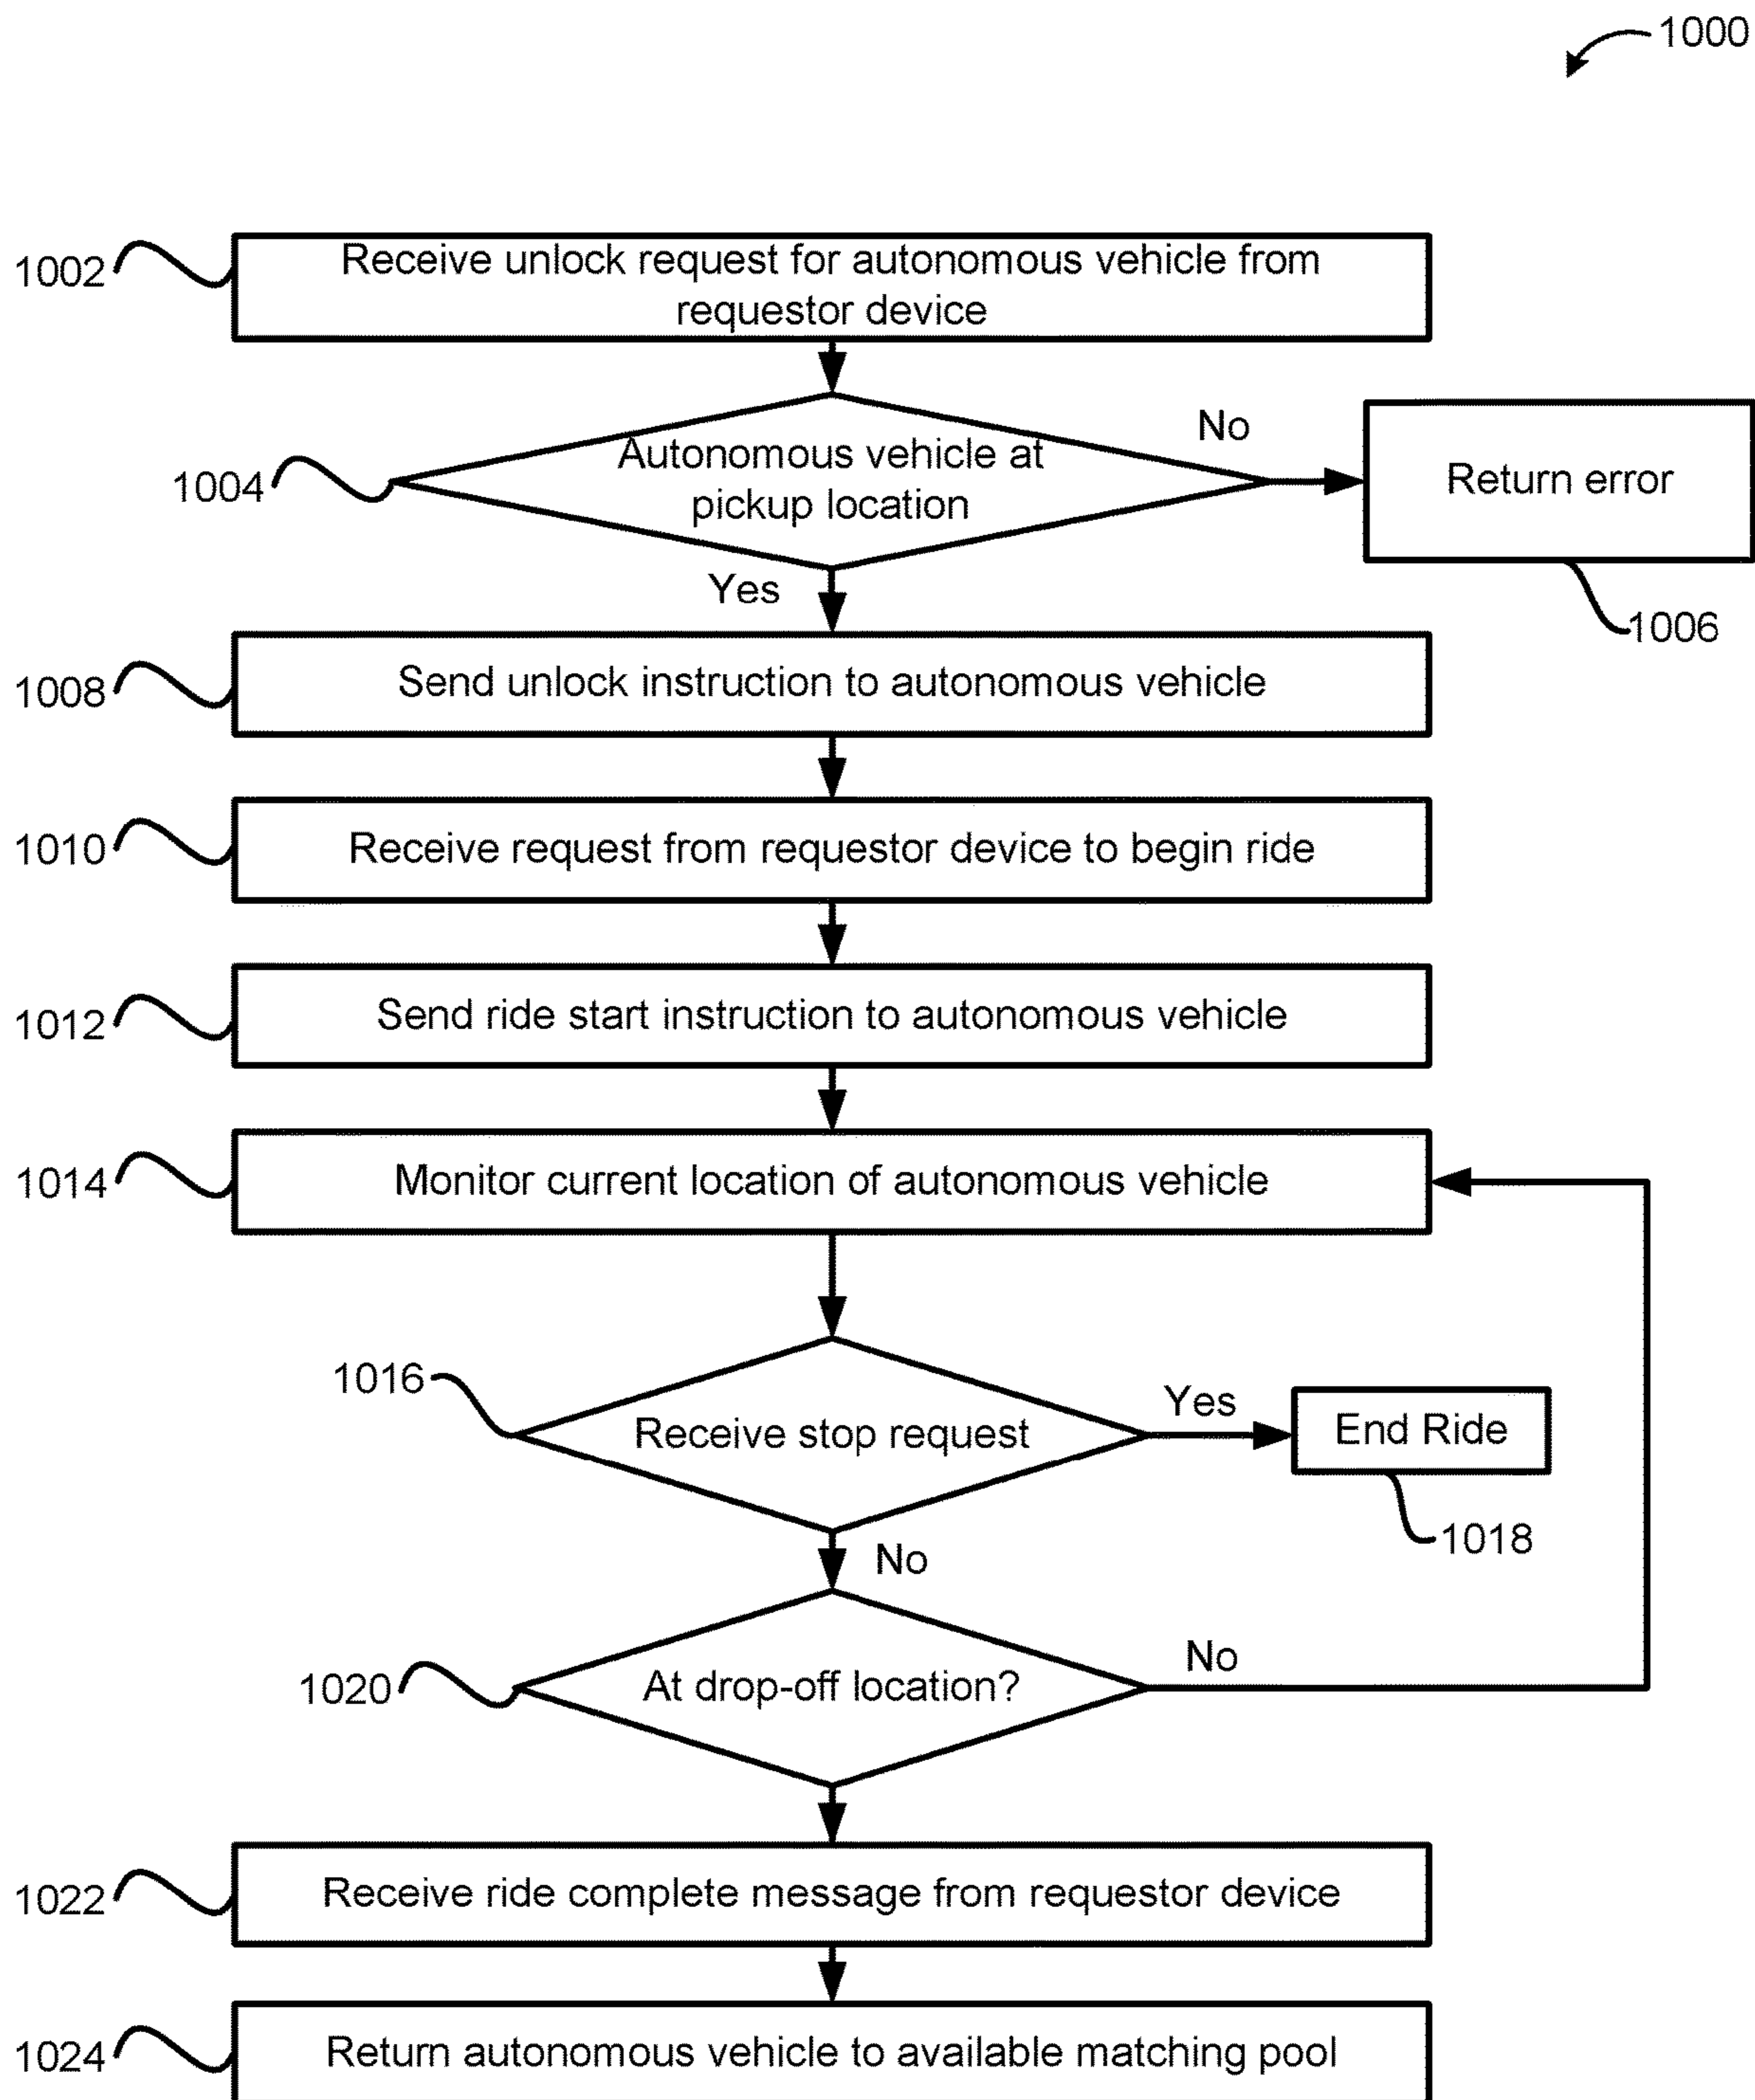 1000
1002
Receive unlock request for autonomous vehicle from
requestor device
1004
Autonomous vehicle at
pickup location
No
Return error
1006
Yes
1008
Send unlock instruction to autonomous vehicle
1010
Receive request from requestor device to begin ride
1012
Send ride start instruction to autonomous vehicle
1014
Monitor current location of autonomous vehicle
1016
Receive stop request
Yes
End Ride
1018
No
1020
At drop-off location?
No
1022
Receive ride complete message from requestor device
1024
Return autonomous vehicle to available matching pool